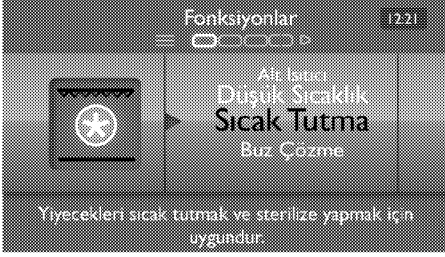 Fonksiyonlar
12:21
Alt Isıtıcı
Düşük Sıcaklık
Sıcak Tutma
Buz Çözme
Yiyecekleri sıcak tutmak ve sterilize yapmak için
uygundur.